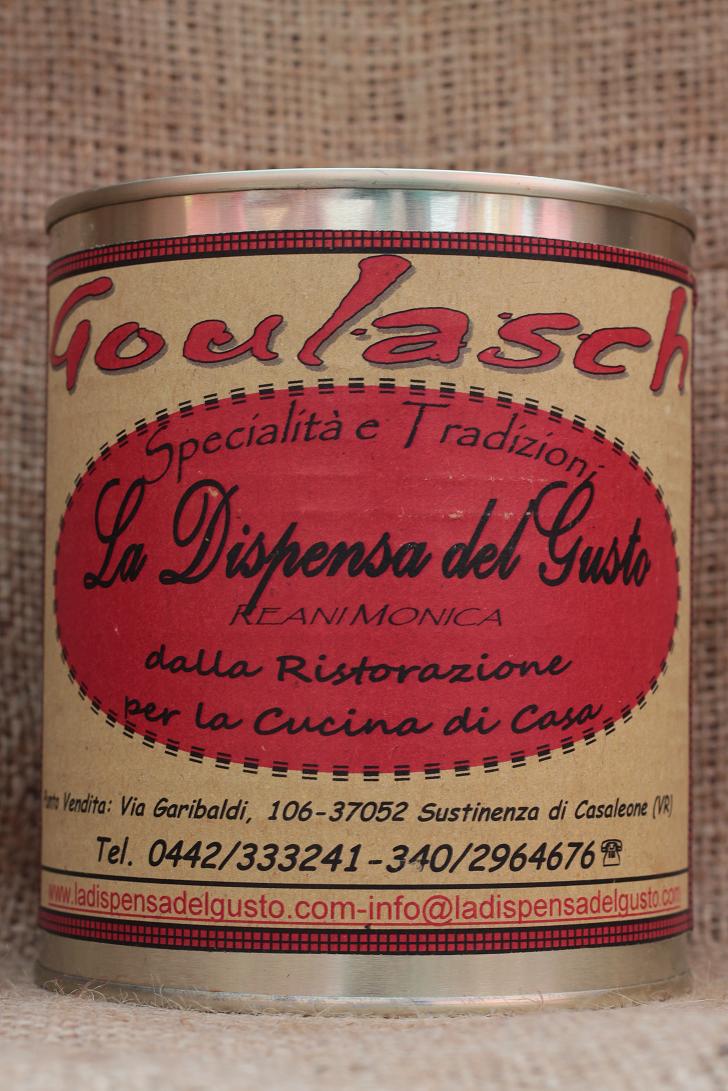 Goulasch
Specialità e Tradizioni
La Dispensa del Gusto
REANI MONICA
dalla Ristorazione
per la Cucina di Casa
Punto Vendita: Via Garibaldi, 106-37052 Sustinenza di Casaleone (VR)
Tel. 0442/333241-340/2964676
www.ladispensadelgusto.com-info@ladispensadelgusto.com